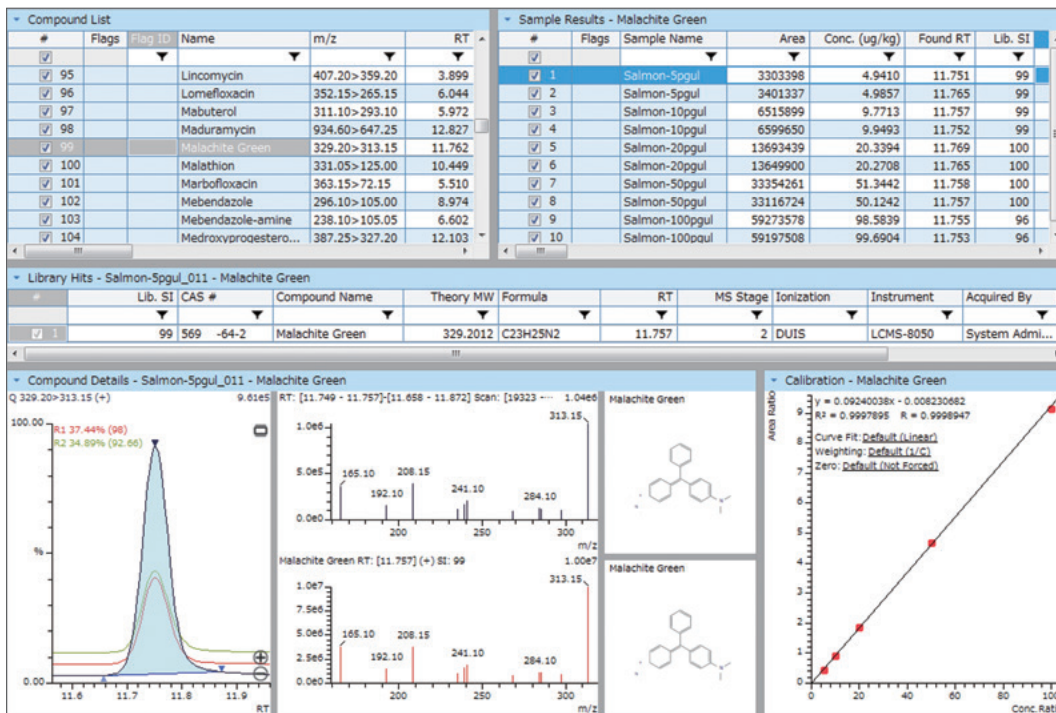 Compound List
# Flags Flag ID Name m/z RT
95 Lincomycin 407.20>359.20 3.899
96 Lomefloxacin 352.15>265.15 6.044
97 Mabuterol 311.10>293.10 5.972
98 Maduramycin 934.60>647.25 12.827
99 Malachite Green 329.20>313.15 11.762
100 Malathion 331.05>125.00 10.449
101 Marbofloxacin 363.15>72.15 5.510
102 Mebendazole 296.10>105.00 8.974
103 Mebendazole-amine 238.10>105.05 6.602
104 Medroxyprogestero... 387.25>327.20 12.103
Sample Results - Malachite Green
# Flags Sample Name Area Conc. (ug/kg) Found RT Lib. SI
1 Salmon-5pgul 3303398 4.9410 11.751 99
2 Salmon-5pgul 3401337 4.9857 11.765 99
3 Salmon-10pgul 6515899 9.7713 11.757 99
4 Salmon-10pgul 6599650 9.9493 11.752 99
5 Salmon-20pgul 13693439 20.3394 11.769 100
6 Salmon-20pgul 13649900 20.2708 11.765 100
7 Salmon-50pgul 33354261 51.3442 11.758 100
8 Salmon-50pgul 33116724 50.1242 11.757 100
9 Salmon-100pgul 59273578 98.5839 11.755 96
10 Salmon-100pgul 59197508 99.6904 11.753 96
Library Hits - Salmon-5pgul_011 - Malachite Green
# Lib. SI CAS # Compound Name Theory MW Formula RT MS Stage Ionization Instrument Acquired By
1 99 569 -64-2 Malachite Green 329.2012 C23H25N2 11.757 2 DUIS LCMS-8050 System Admi...
Compound Details - Salmon-5pgul_011 - Malachite Green
Q 329.20>313.15 (+) 9.61e5
100.00
R1 37.44% (98)
R2 34.89% (92.66)
%
0.00
11.6 11.7 11.8 11.9
RT
RT: [11.749 - 11.757]-[11.658 - 11.872] Scan: [19323 ... 1.04e6
313.15
1.0e6
5.0e5
0.0e0
165.10 192.10 208.15 241.10 284.10
200 250 300
m/z
Malachite Green RT: [11.757] (+) SI: 99 1.00e7
313.15
1.0e7
7.5e6
5.0e6
2.5e6
0.0e0
165.10 192.10 208.15 241.10 284.10
200 250 300
m/z
Malachite Green
N
Malachite Green
N
Calibration - Malachite Green
y = 0.09240038x - 0.008230682
R² = 0.9997895 R = 0.9998947
Curve Fit: Default (Linear)
Weighting: Default (1/C)
Zero: Default (Not Forced)
Area Ratio
9
8
7
6
5
4
3
2
1
0
0 20 40 60 80 100
Conc. Ratio